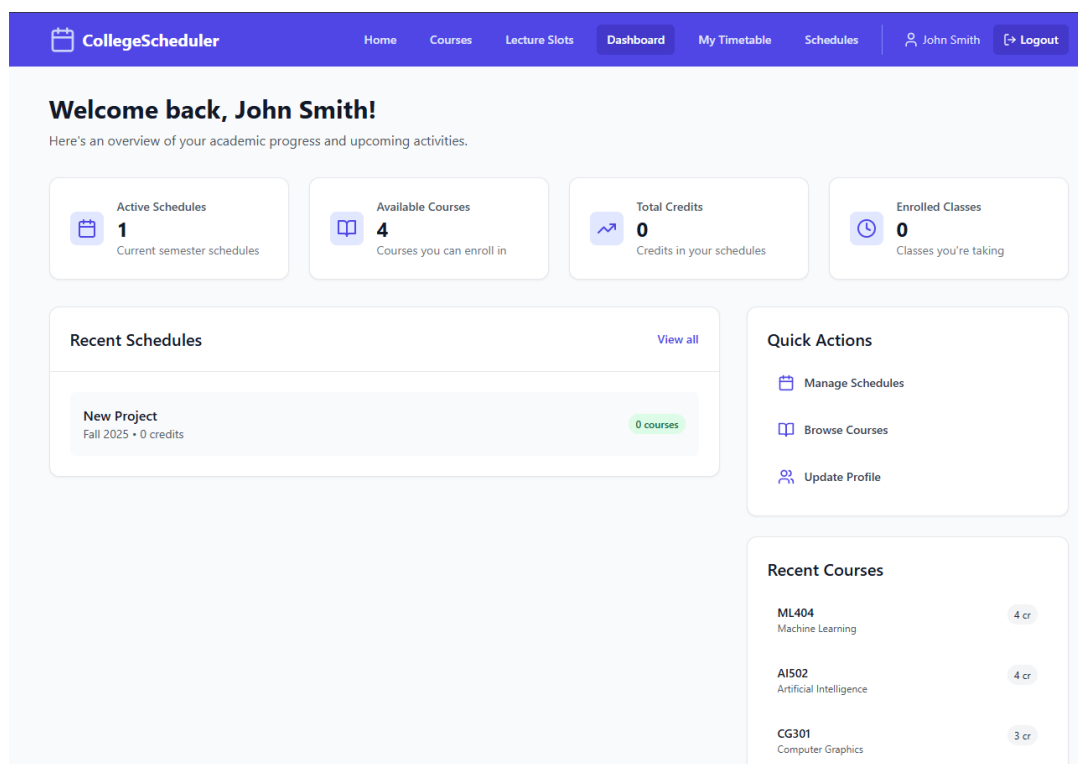 CollegeScheduler
Home
Courses
Lecture Slots
Dashboard
My Timetable
Schedules
John Smith
Logout
Welcome back, John Smith!
Here's an overview of your academic progress and upcoming activities.
Active Schedules
1
Current semester schedules
Available Courses
4
Courses you can enroll in
Total Credits
0
Credits in your schedules
Enrolled Classes
0
Classes you're taking
Recent Schedules
View all
New Project
Fall 2025 • 0 credits
0 courses
Quick Actions
Manage Schedules
Browse Courses
Update Profile
Recent Courses
ML404
Machine Learning
4 cr
AI502
Artificial Intelligence
4 cr
CG301
Computer Graphics
3 cr